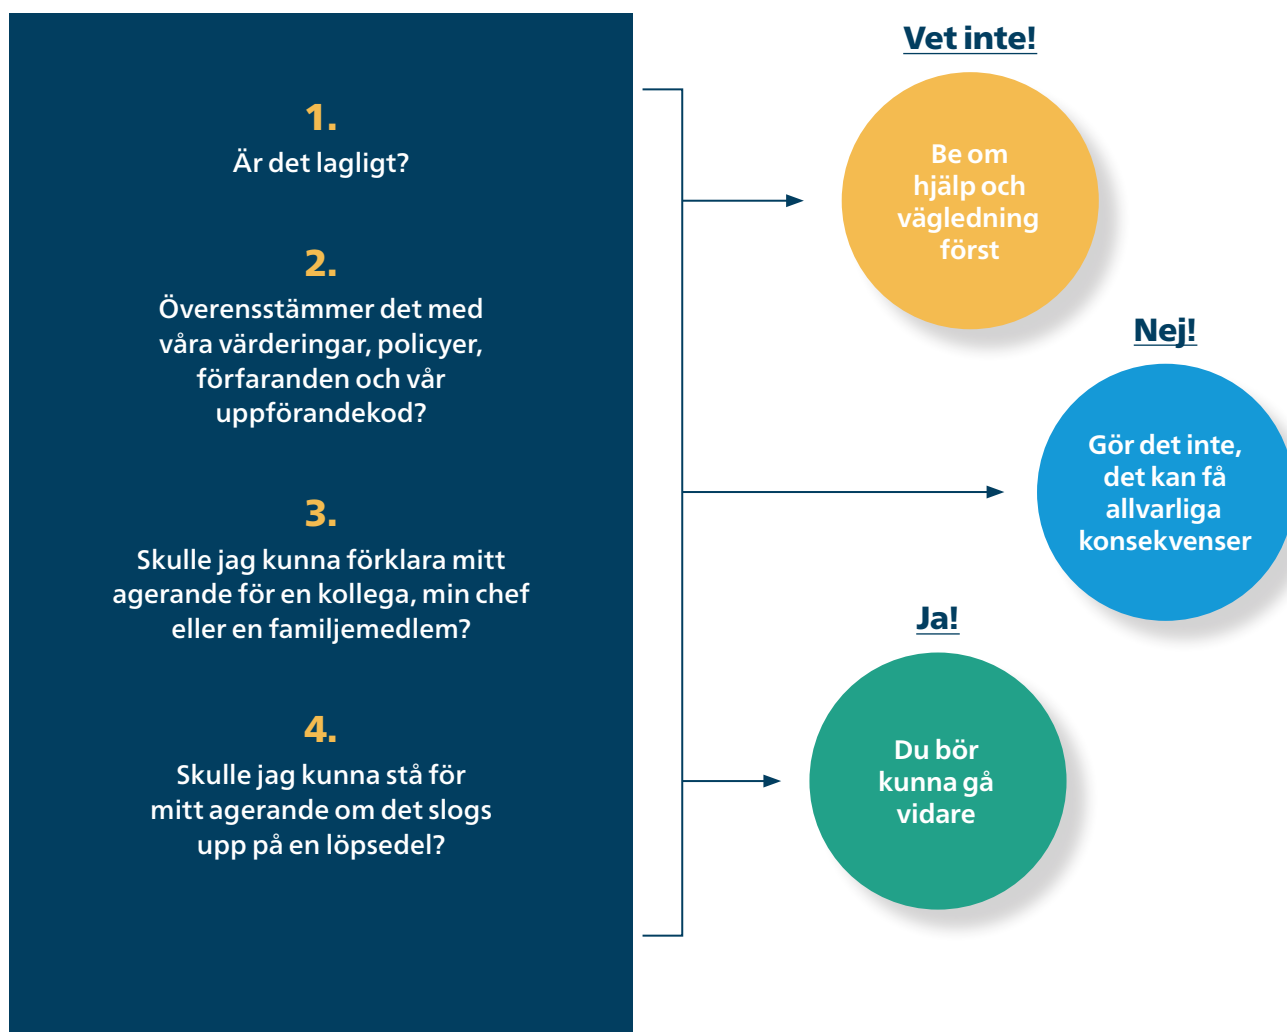 1.
Är det lagligt?
2.
Överensstämmer det med
våra värderingar, policyer,
förfaranden och vår
uppförandekod?
3.
Skulle jag kunna förklara mitt
agerande för en kollega, min chef
eller en familjemedlem?
4.
Skulle jag kunna stå för
mitt agerande om det slogs
upp på en löpsedel?
Vet inte!
Be om
hjälp och
vägledning
först
Nej!
Gör det inte,
det kan få
allvarliga
konsekvenser
Ja!
Du bör
kunna gå
vidare